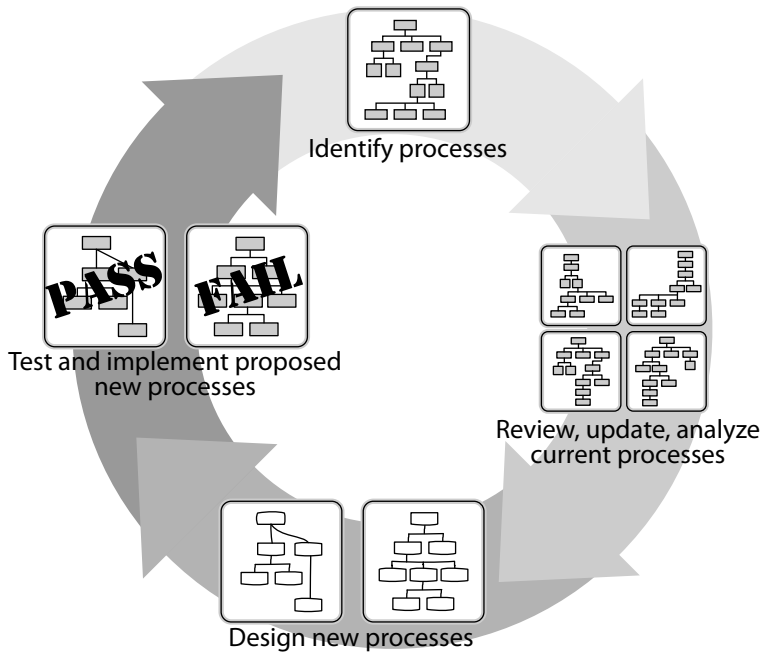 Identify processes
PASS
FAIL
Test and implement proposed
new processes
Review, update, analyze
current processes
Design new processes